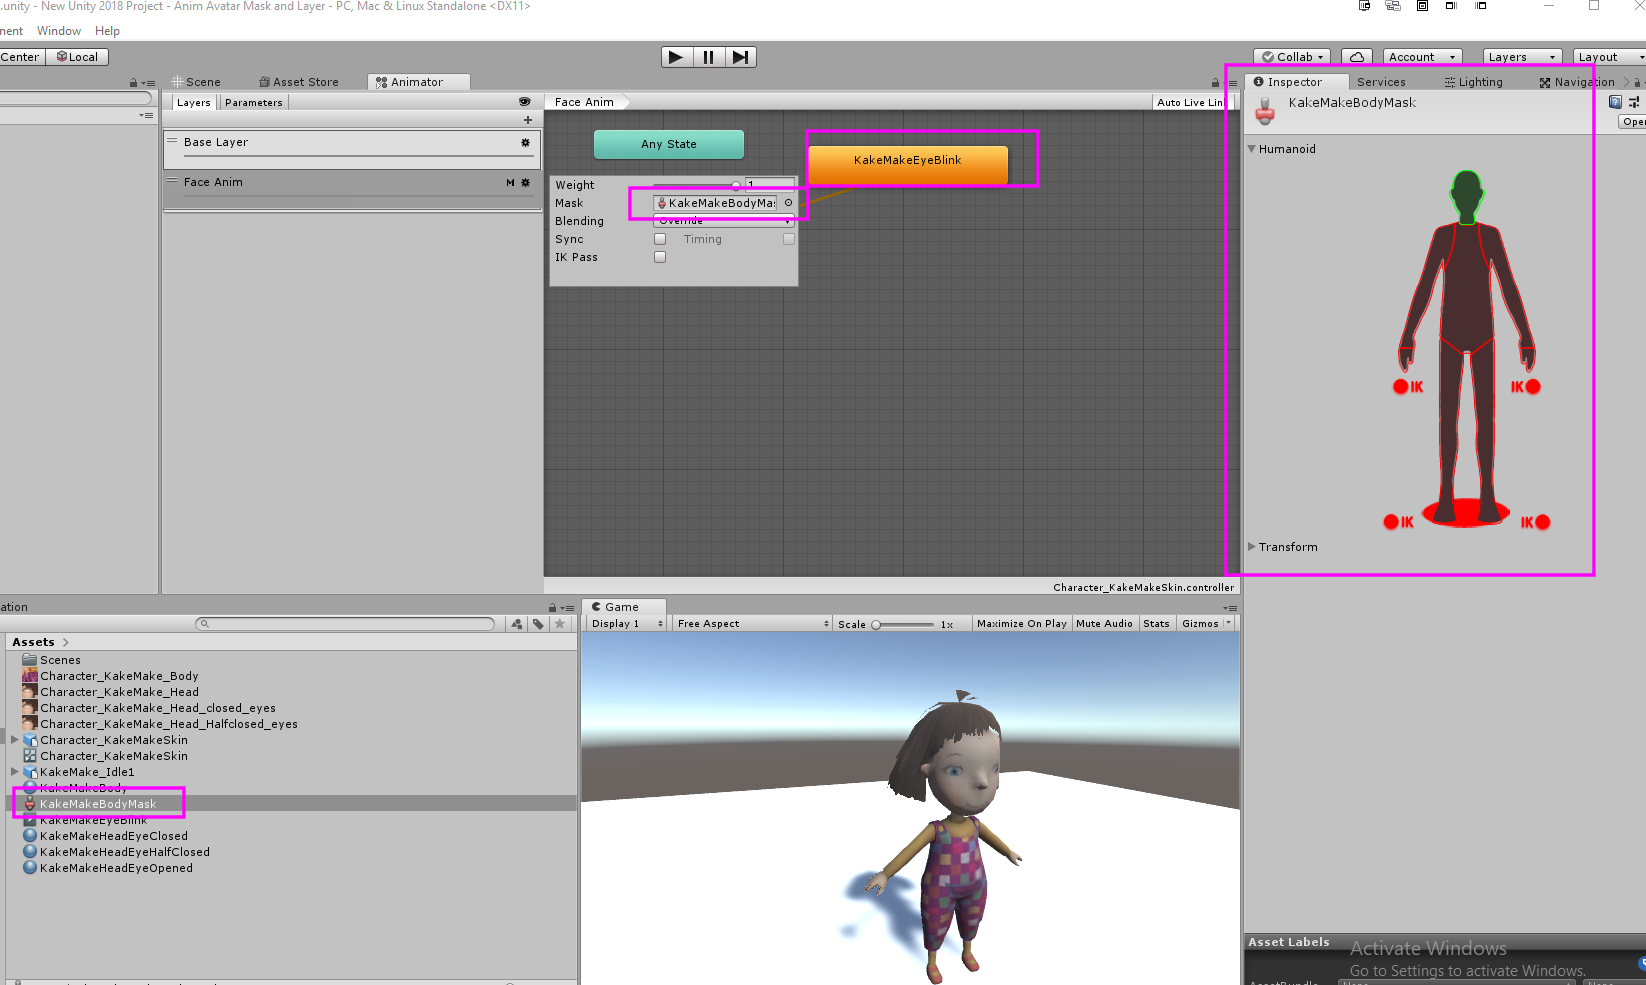 .unity - New Unity 2018 Project - Anim Avatar Mask and Layer - PC, Mac & Linux Standalone <DX11>
nent Window Help
Center Local
Collab Account Layers Layout
Scene Asset Store Animator
Inspector Services Lighting Navigation
Layers Parameters
Face Anim
Auto Live Lin
KakeMakeBodyMask
Open
Base Layer
Face Anim M
Any State
KakeMakeEyeBlink
Weight 1
Mask KakeMakeBodyMas
Blending Override
Sync Timing
IK Pass
Humanoid
IK IK
IK IK
Transform
Character_KakeMakeSkin.controller
ation
Game
Display 1 Free Aspect Scale 1x Maximize On Play Mute Audio Stats Gizmos
Assets
Scenes
Character_KakeMake_Body
Character_KakeMake_Head
Character_KakeMake_Head_closed_eyes
Character_KakeMake_Head_Halfclosed_eyes
Character_KakeMakeSkin
Character_KakeMakeSkin
KakeMake_Idle1
KakeMakeBody
KakeMakeBodyMask
KakeMakeEyeBlink
KakeMakeHeadEyeClosed
KakeMakeHeadEyeHalfClosed
KakeMakeHeadEyeOpened
Asset Labels
Activate Windows
Go to Settings to activate Windows.
AssetBundle None None